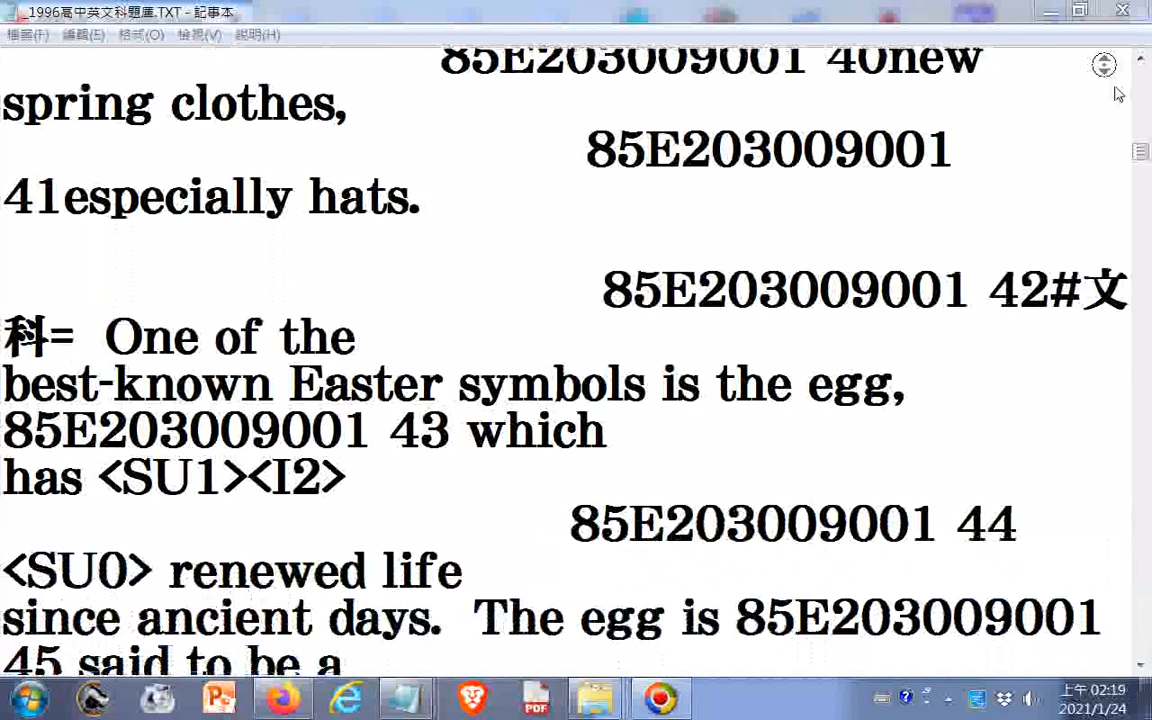 _1996高中英文科題庫.TXT - 記事本
檔案(F) 編輯(E) 格式(O) 檢視(V) 說明(H)
85E203009001 40new
spring clothes,
85E203009001
41especially hats.
85E203009001 42#文
科= One of the
best-known Easter symbols is the egg,
85E203009001 43 which
has <SU1><I2>
85E203009001 44
<SU0> renewed life
since ancient days. The egg is 85E203009001
45 said to be a
PDF
上午 02:19
2021/1/24